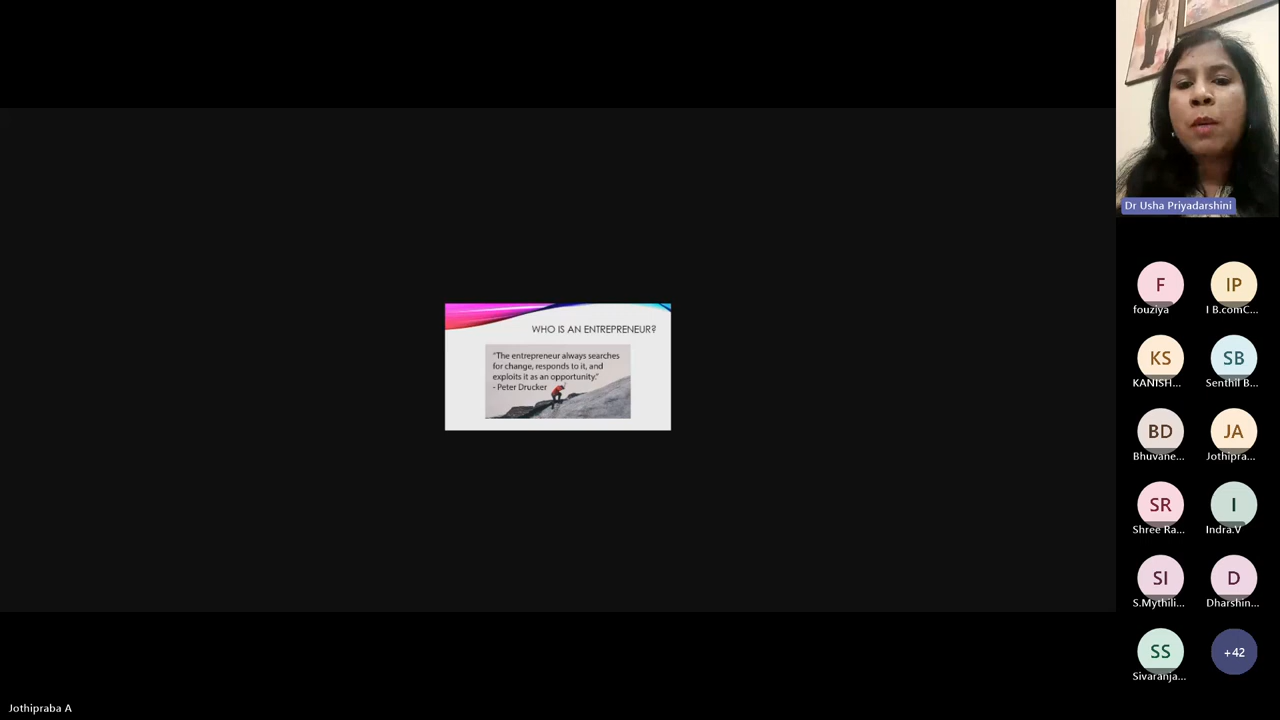 WHO IS AN ENTREPRENEUR?
"The entrepreneur always searches
for change, responds to it, and
exploits it as an opportunity."
- Peter Drucker
Dr Usha Priyadarshini
F
IP
fouziya
I B.comC...
KS
SB
KANISH...
Senthil B...
BD
JA
Bhuvane...
Jothipra...
SR
I
Shree Ra...
Indra.V
SI
D
S.Mythili...
Dharshin...
SS
+42
Sivaranja...
Jothipraba A